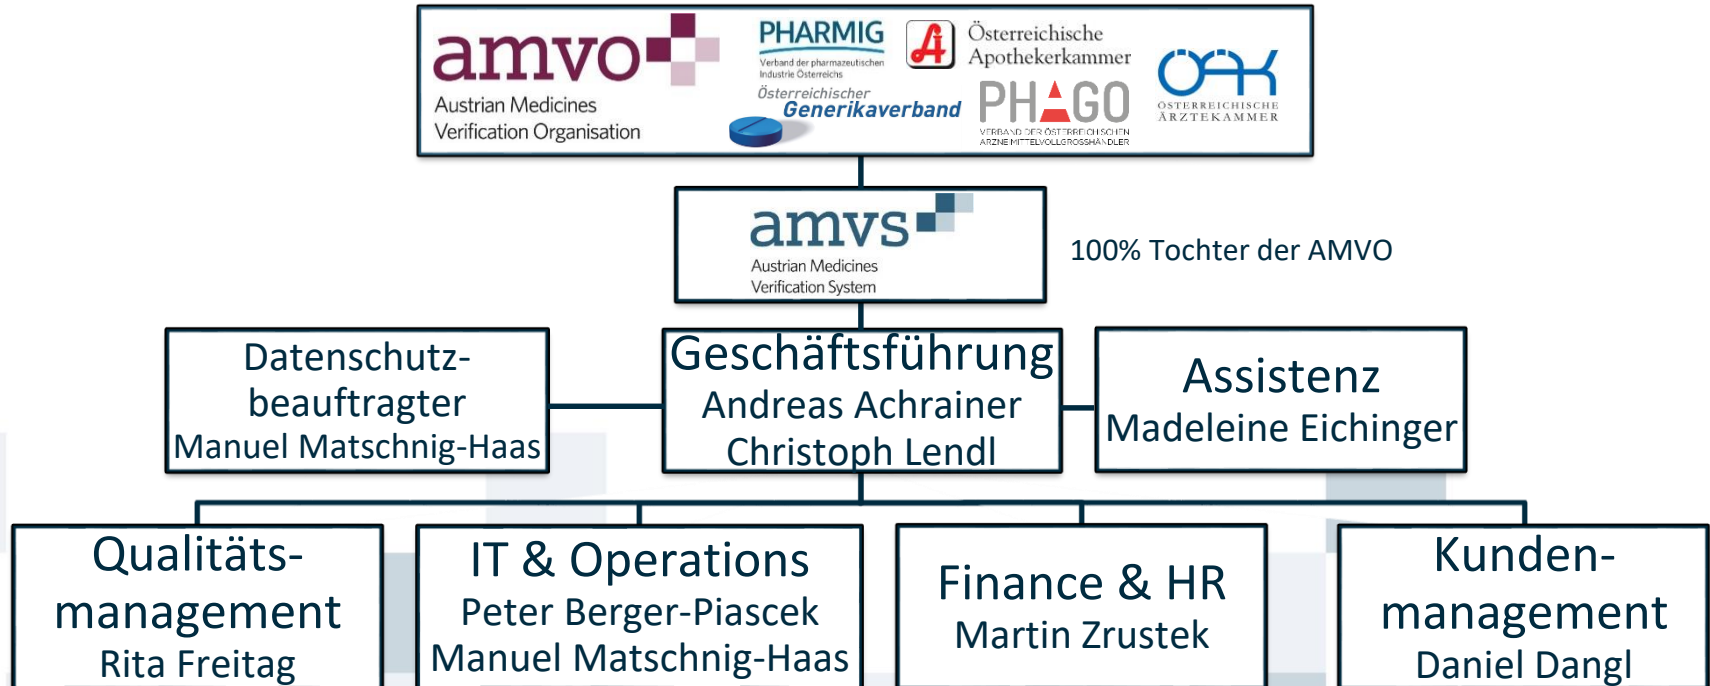 amvo
Austrian Medicines
Verification Organisation
PHARMIG
Verband der pharmazeutischen
Industrie Österreichs
Österreichischer
Generikaverband
Österreichische
Apothekerkammer
PHAGO
VERBAND DER ÖSTERREICHISCHEN
ARZNEIMITTELVOLLGROSSHÄNDLER
ÖÄK
ÖSTERREICHISCHE
ÄRZTEKAMMER
amvs
Austrian Medicines
Verification System
100% Tochter der AMVO
Datenschutz-
beauftragter
Manuel Matschnig-Haas
Geschäftsführung
Andreas Achrainer
Christoph Lendl
Assistenz
Madeleine Eichinger
Qualitäts-
management
Rita Freitag
IT & Operations
Peter Berger-Piascek
Manuel Matschnig-Haas
Finance & HR
Martin Zrustek
Kunden-
management
Daniel Dangl